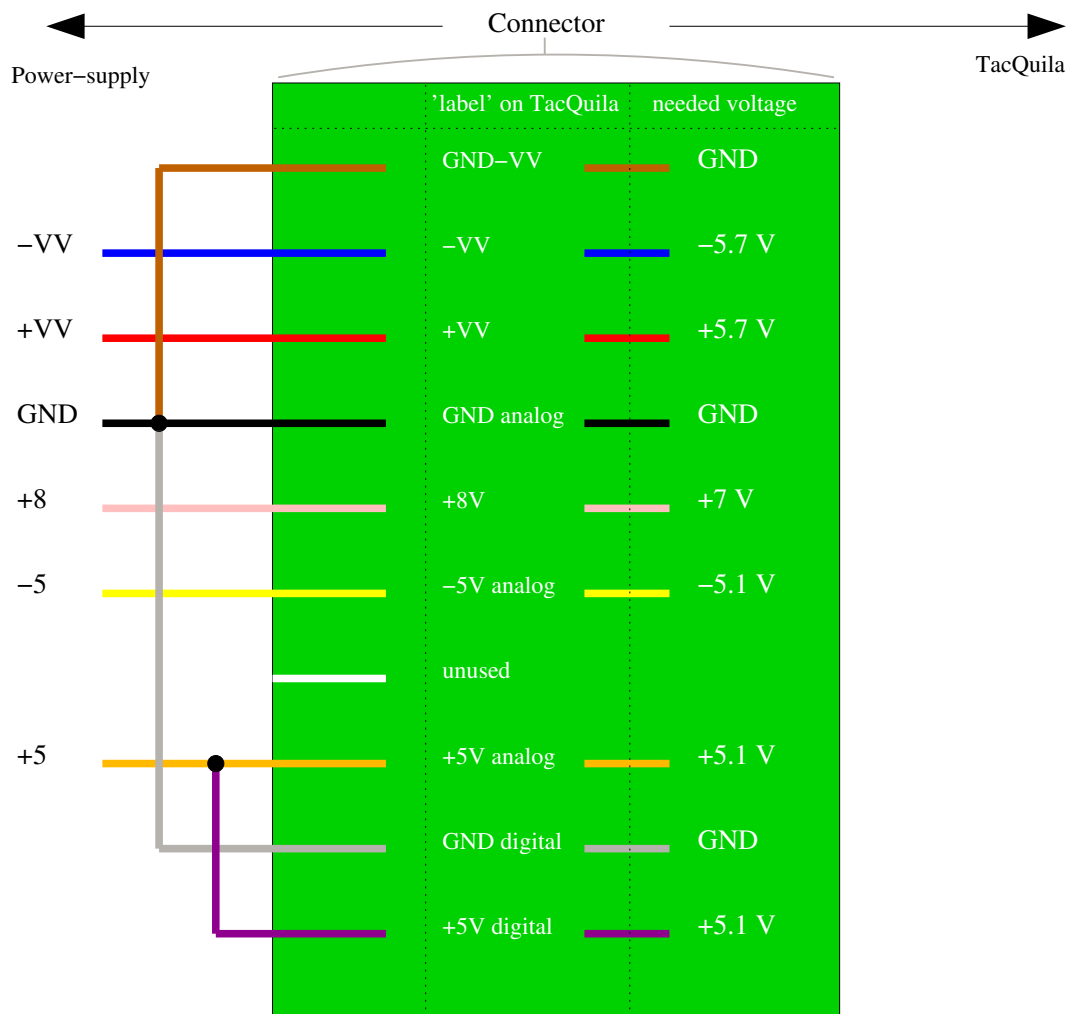 Connector
Power−supply
TacQuila
'label' on TacQuila needed voltage
GND−VV GND
−VV −VV −5.7 V
+VV +VV +5.7 V
GND GND analog GND
+8 +8V +7 V
−5 −5V analog −5.1 V
unused
+5 +5V analog +5.1 V
GND digital GND
+5V digital +5.1 V